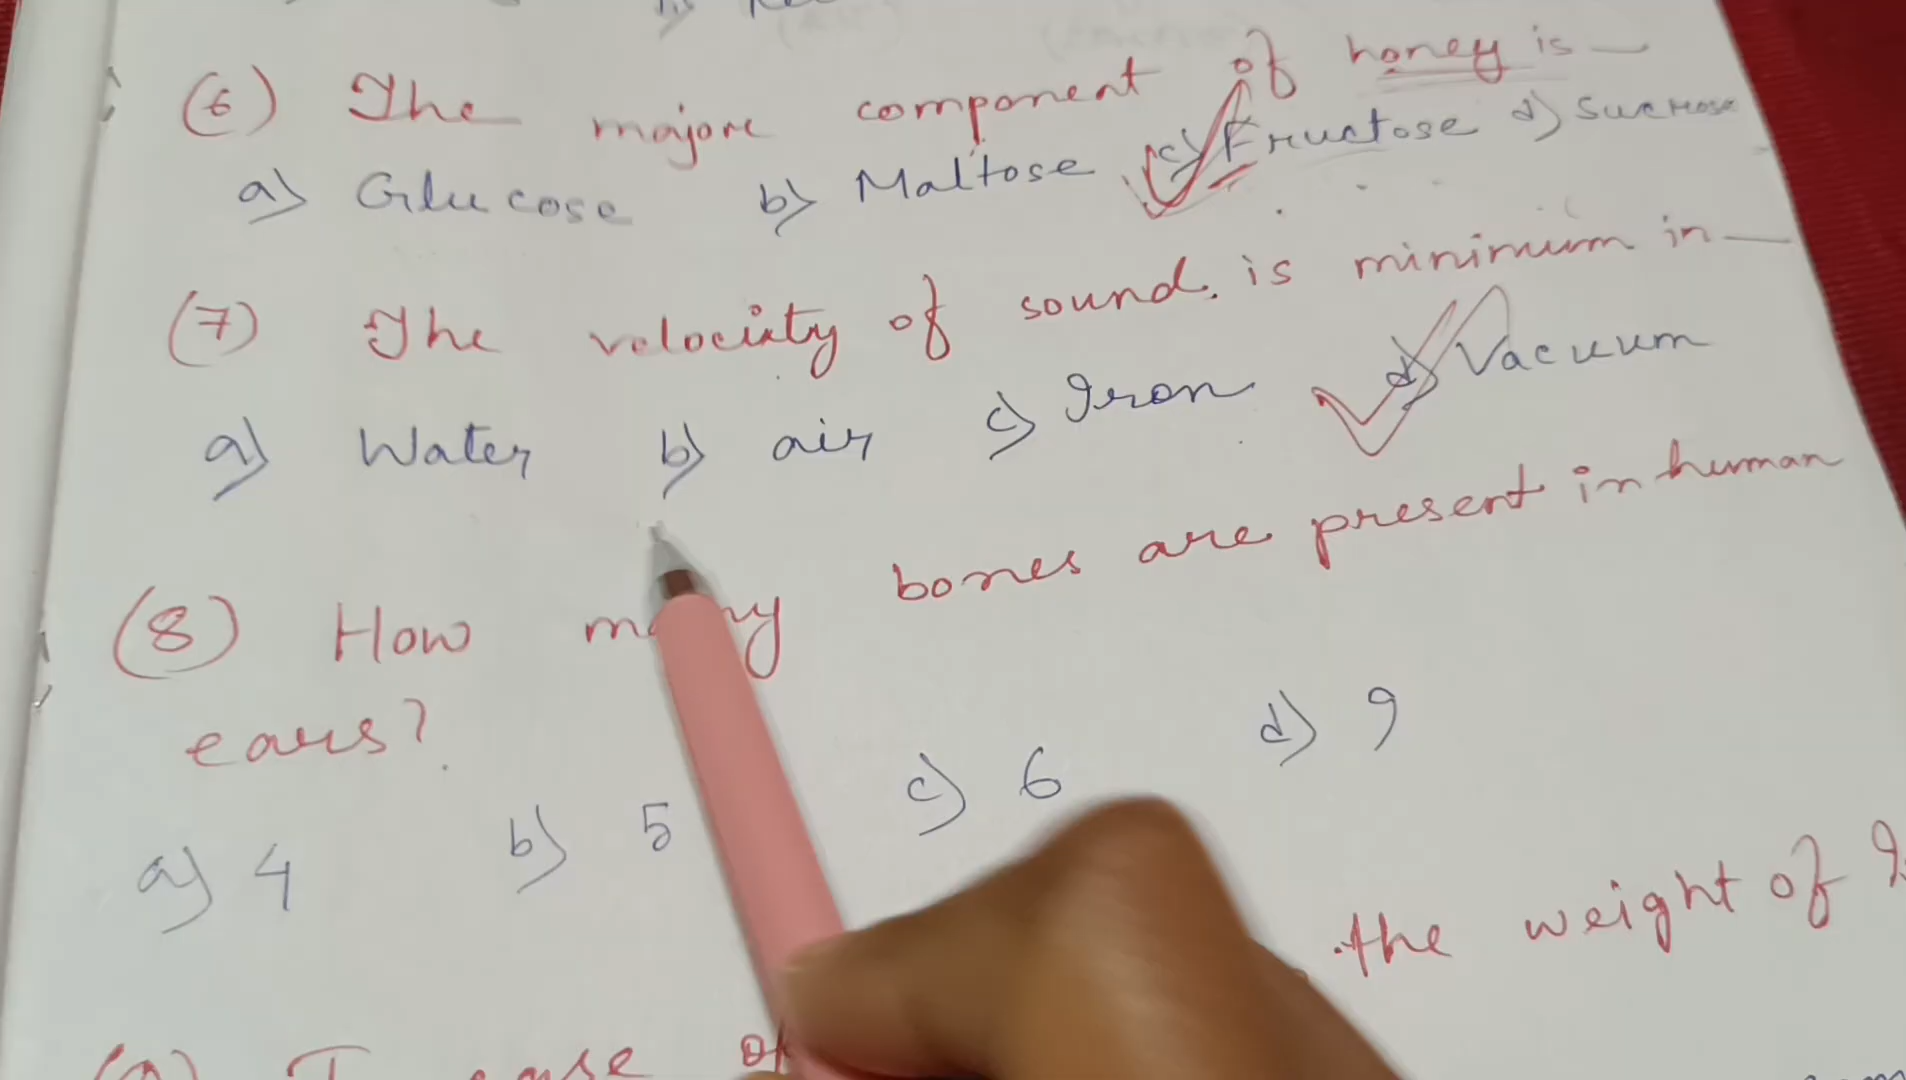 (6) The major component of honey is —
a) Glucose b) Maltose c) Fructose d) Sucrose
(7) The velocity of sound. is minimum in —
a) Water b) air c) Iron d) Vacuum
(8) How many bones are present in human
ears?
a) 4 b) 5 c) 6 d) 9
the weight of